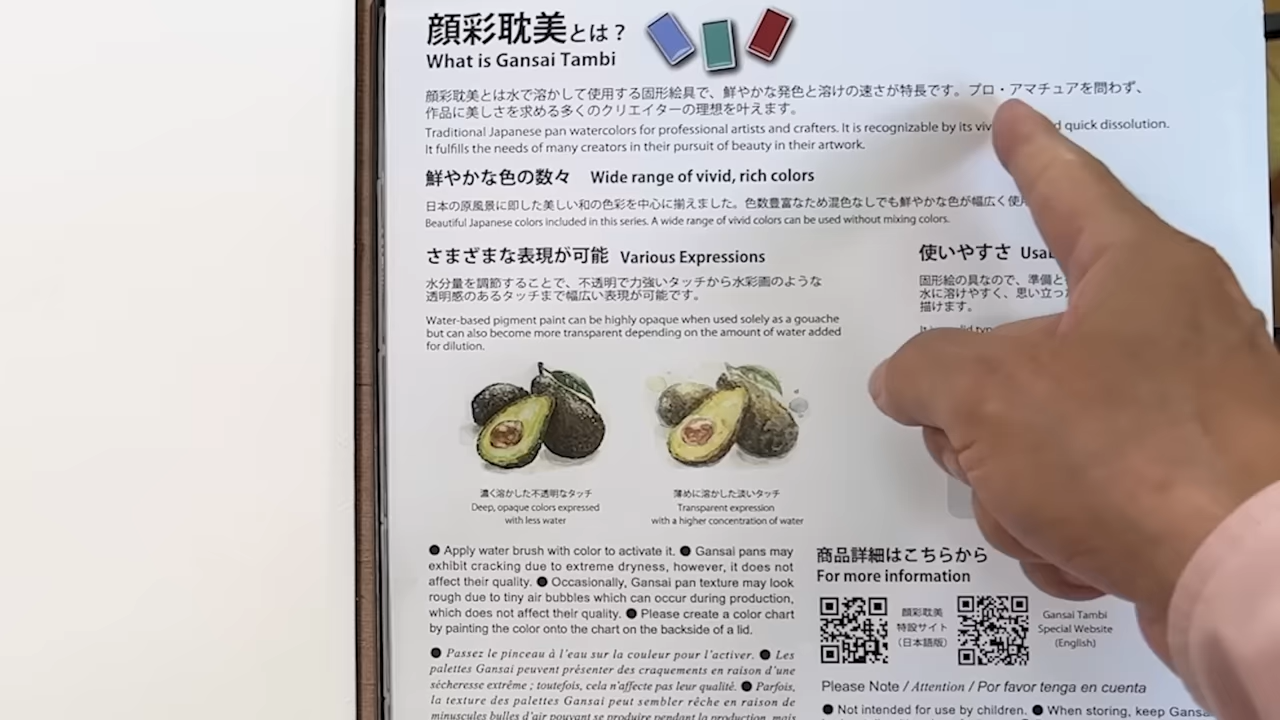 顔彩耽美とは？
What is Gansai Tambi
顔彩耽美とは水で溶かして使用する固形絵具で、鮮やかな発色と溶けの速さが特長です。プロ・アマチュアを問わず、
作品に美しさを求める多くのクリエイターの理想を叶えます。
Traditional Japanese pan watercolors for professional artists and crafters. It is recognizable by its quick dissolution.
It fulfills the needs of many creators in their pursuit of beauty in their artwork.
鮮やかな色の数々 Wide range of vivid, rich colors
日本の原風景に即した美しい和の色彩を中心に揃えました。色数豊富なため混色なしでも鮮やかな色が幅広く使
Beautiful Japanese colors included in this series. A wide range of vivid colors can be used without mixing colors.
さまざまな表現が可能 Various Expressions
水分量を調節することで、不透明で力強いタッチから水彩画のような
透明感のあるタッチまで幅広い表現が可能です。
Water-based pigment paint can be highly opaque when used solely as a gouache
but can also become more transparent depending on the amount of water added
for dilution.
濃く溶かした不透明なタッチ
Deep, opaque colors expressed
with less water
薄めに溶かした淡いタッチ
Transparent expression
with a higher concentration of water
使いやすさ
固形絵の具なので、準備と
水に溶けやすく、思い立っ
描けます。
● Apply water brush with color to activate it. ● Gansai pans may
exhibit cracking due to extreme dryness, however, it does not
affect their quality. ● Occasionally, Gansai pan texture may look
rough due to tiny air bubbles which can occur during production,
which does not affect their quality. ● Please create a color chart
by painting the color onto the chart on the backside of a lid.
● Passez le pinceau à l'eau sur la couleur pour l'activer. ● Les
palettes Gansai peuvent présenter des craquements en raison d'une
sécheresse extrême ; toutefois, cela n'affecte pas leur qualité. ● Parfois,
la texture des palettes Gansai peut sembler rêche en raison de
minuscules bulles d'air pouvant se produire pendant la production, mais
商品詳細はこちらから
For more information
顔彩耽美
特設サイト
（日本語版）
Gansai Tambi
Special Website
(English)
Please Note / Attention / Por favor tenga en cuenta
● Not intended for use by children. ● When storing, keep